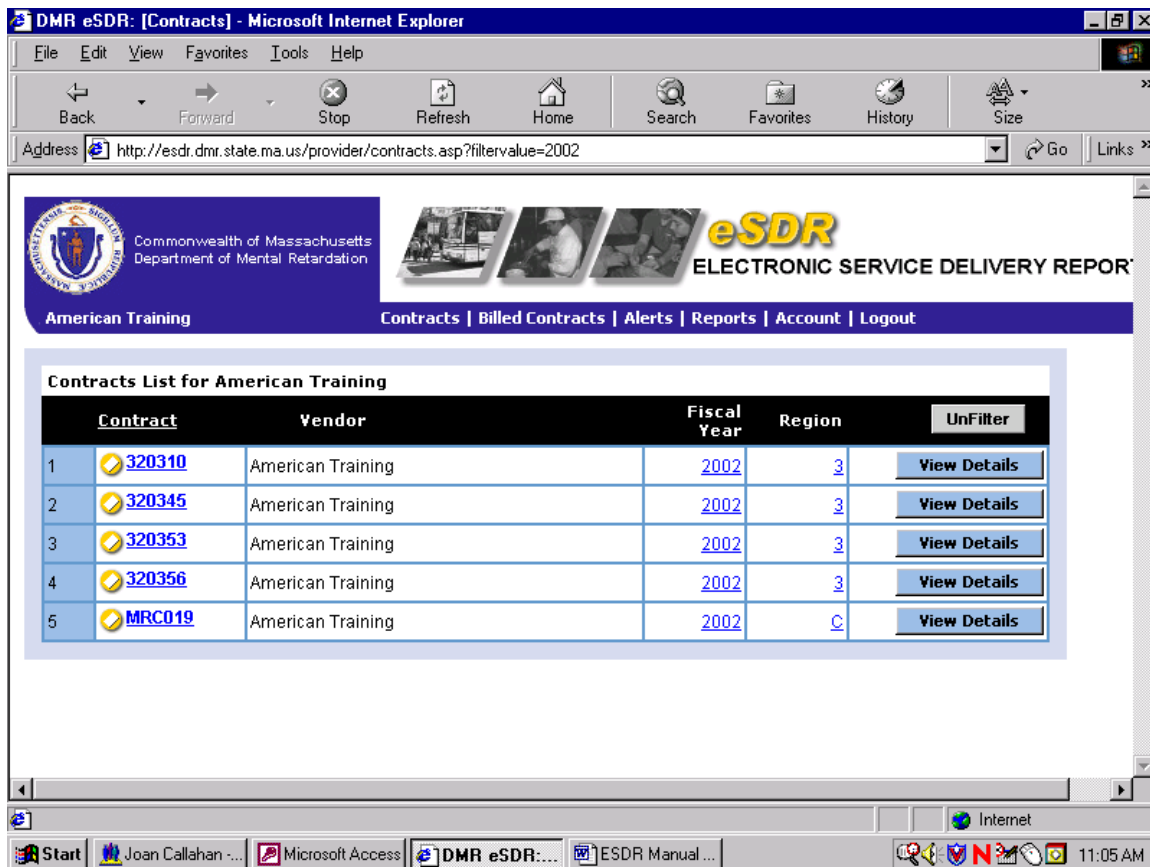 DMR eSDR: [Contracts] - Microsoft Internet Explorer
File Edit View Favorites Tools Help
Back Forward Stop Refresh Home Search Favorites History Size
Address http://esdr.dmr.state.ma.us/provider/contracts.asp?filtervalue=2002 Go Links
Commonwealth of Massachusetts
Department of Mental Retardation
eSDR
ELECTRONIC SERVICE DELIVERY REPOR
American Training Contracts | Billed Contracts | Alerts | Reports | Account | Logout
Contracts List for American Training
Contract Vendor Fiscal Year Region UnFilter
1 320310 American Training 2002 3 View Details
2 320345 American Training 2002 3 View Details
3 320353 American Training 2002 3 View Details
4 320356 American Training 2002 3 View Details
5 MRC019 American Training 2002 C View Details
Internet
Start Joan Callahan -... Microsoft Access DMR eSDR:... ESDR Manual ... 11:05 AM